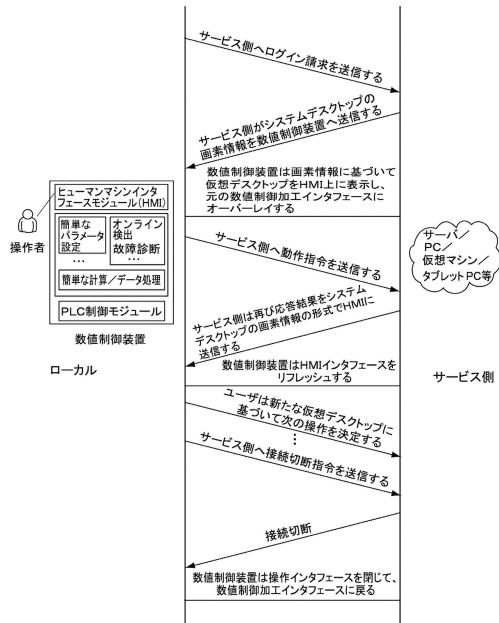 サービス側へログイン請求を送信する
サービス側がシステムデスクトップの
画素情報を数値制御装置へ送信する
数値制御装置は画素情報に基づいて
仮想デスクトップをHMI上に表示し、
元の数値制御加工インタフェースに
オーバーレイする
ヒューマンマシンインタ
フェースモジュール(HMI)
簡単な
パラメータ
設定
…
オンライン
検出
故障診断
…
簡単な計算/データ処理
PLC制御モジュール
操作者
数値制御装置
ローカル
サービス側へ動作指令を送信する
サービス側は再び応答結果をシステム
デスクトップの画素情報の形式でHMIに
送信する
数値制御装置はHMIインタフェースを
リフレッシュする
サーバ/
PC/
仮想マシン/
タブレットPC等
サービス側
ユーザは新たな仮想デスクトップに
基づいて次の操作を決定する
⋮
サービス側へ接続切断指令を送信する
接続切断
数値制御装置は操作インタフェースを閉じて、
数値制御加工インタフェースに戻る